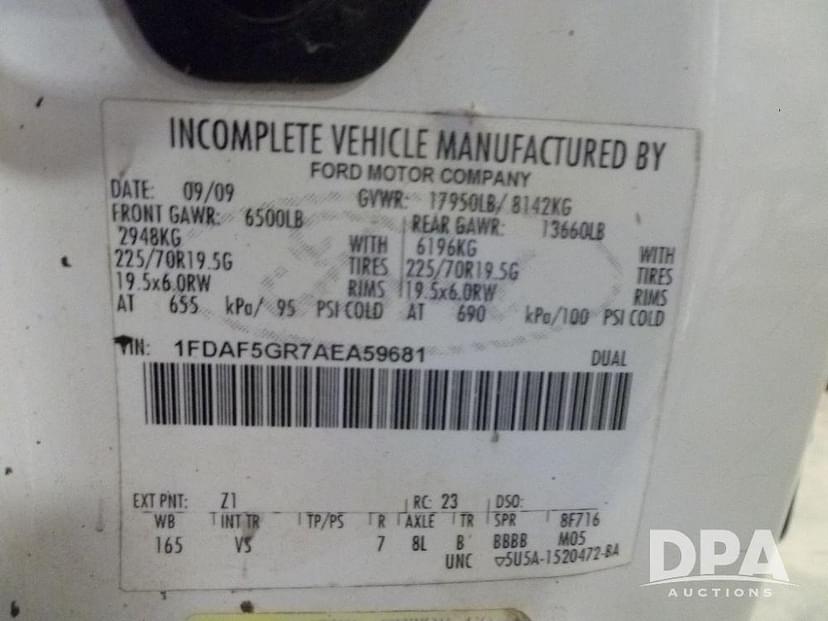 INCOMPLETE VEHICLE MANUFACTURED BY
FORD MOTOR COMPANY
DATE: 09/09 GVWR: 17950LB/ 8142KG
FRONT GAWR: 6500LB REAR GAWR: 13660LB
2948KG WITH 6196KG WITH
225/70R19.5G TIRES 225/70R19.5G TIRES
19.5x6.0RW RIMS 19.5x6.0RW RIMS
AT 655 kPa/ 95 PSI COLD AT 690 kPa/100 PSI COLD
VIN: 1FDAF5GR7AEA59681 DUAL
EXT PNT: Z1 RC: 23 DSO:
WB INT TR TP/PS R AXLE TR SPR 8F716
165 VS 7 8L B BBBB M05
UNC 5U5A-1520472-BA
DPA
AUCTIONS